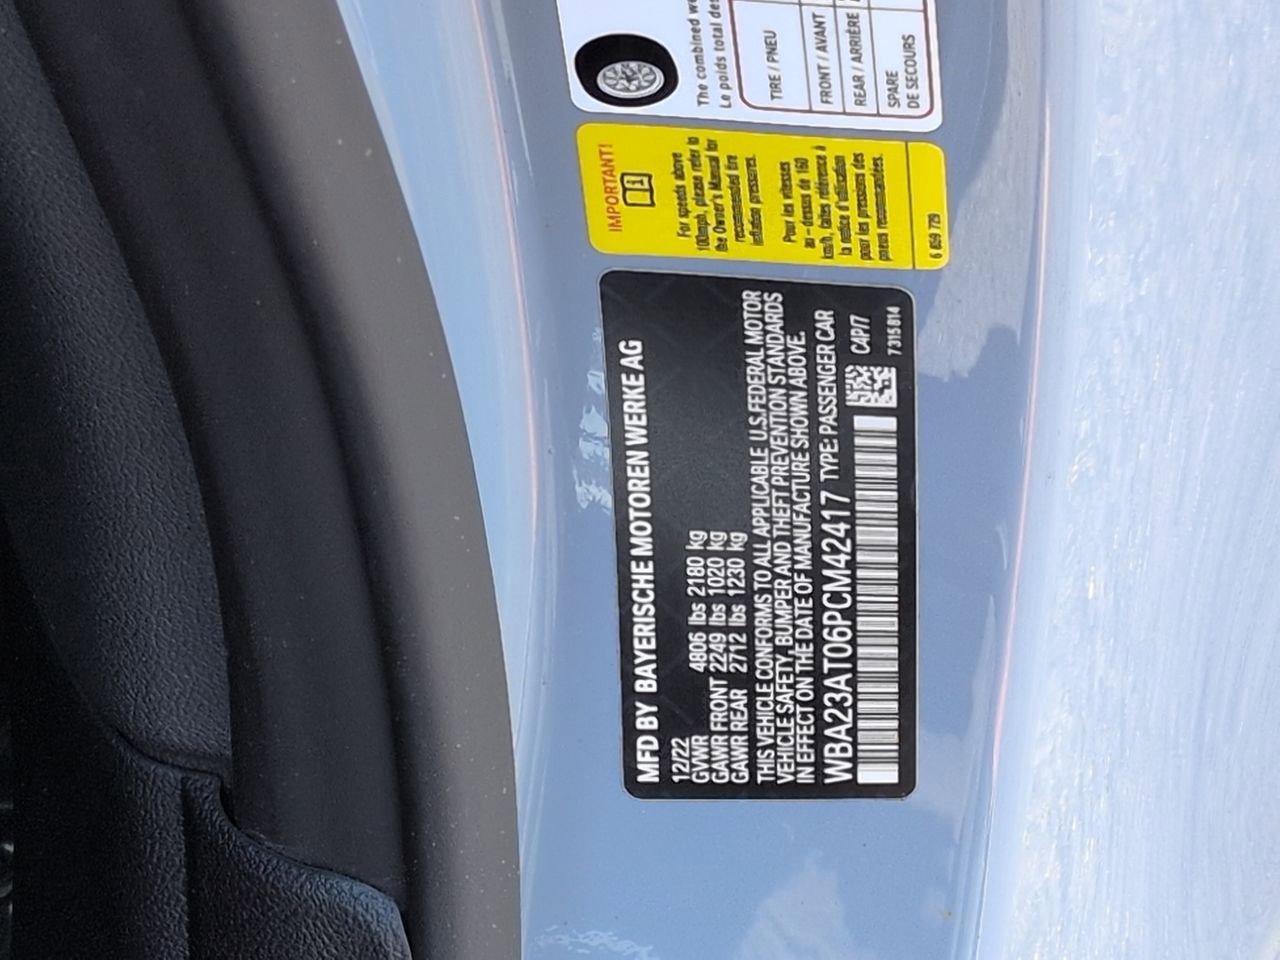 MFD BY BAYERISCHE MOTOREN WERKE AG
12/22
GVWR 4806 lbs 2180 kg
GAWR FRONT 2249 lbs 1020 kg
GAWR REAR 2712 lbs 1230 kg
THIS VEHICLE CONFORMS TO ALL APPLICABLE U.S.FEDERAL MOTOR
VEHICLE SAFETY, BUMPER AND THEFT PREVENTION STANDARDS
IN EFFECT ON THE DATE OF MANUFACTURE SHOWN ABOVE.
WBA23AT06PCM42417 TYPE: PASSENGER CAR
C4P/7
7 315 814
IMPORTANT!
For speeds above
100mph, please refer to
the Owner's Manual for
recommended tire
inflation pressures.
Pour les vitesses
au - dessus de 160
km/h, faites référence à
la notice d'utilisation
pour les pressions des
pneus recommandées.
6 859 729
The combined we
Le poids total des
TIRE / PNEU
FRONT / AVANT
REAR / ARRIÈRE
SPARE
DE SECOURS